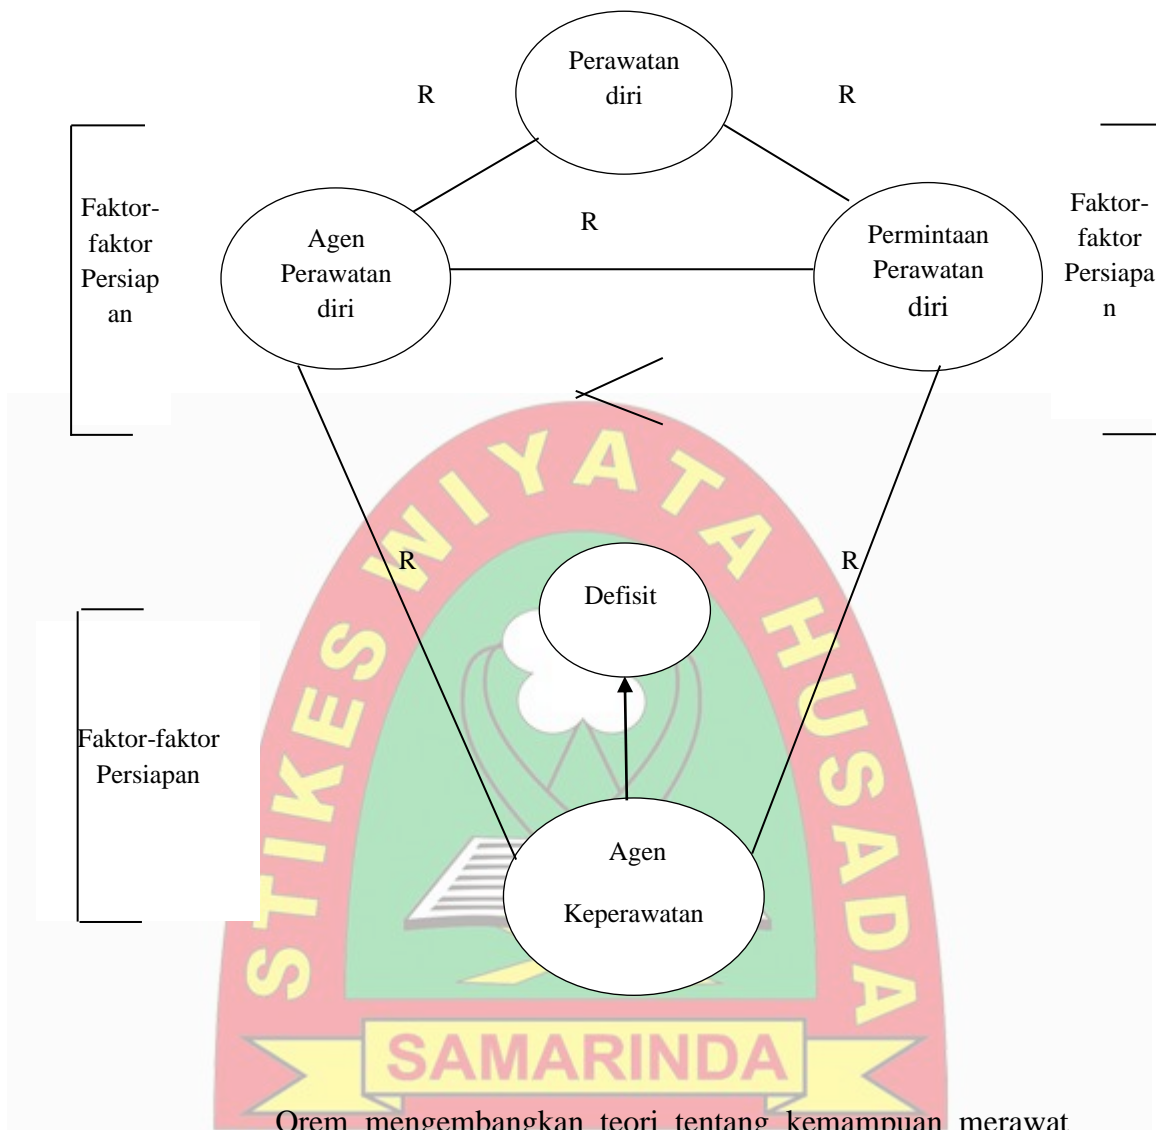 Perawatan
diri
R
R
Faktor-
faktor
Persiap
an
Agen
Perawatan
diri
R
Permintaan
Perawatan
diri
Faktor-
faktor
Persiapa
n
R
R
Defisit
Faktor-faktor
Persiapan
Agen
Keperawatan
STIKES WIYATA HUSADA
SAMARINDA
Orem mengembangkan teori tentang kemampuan merawat